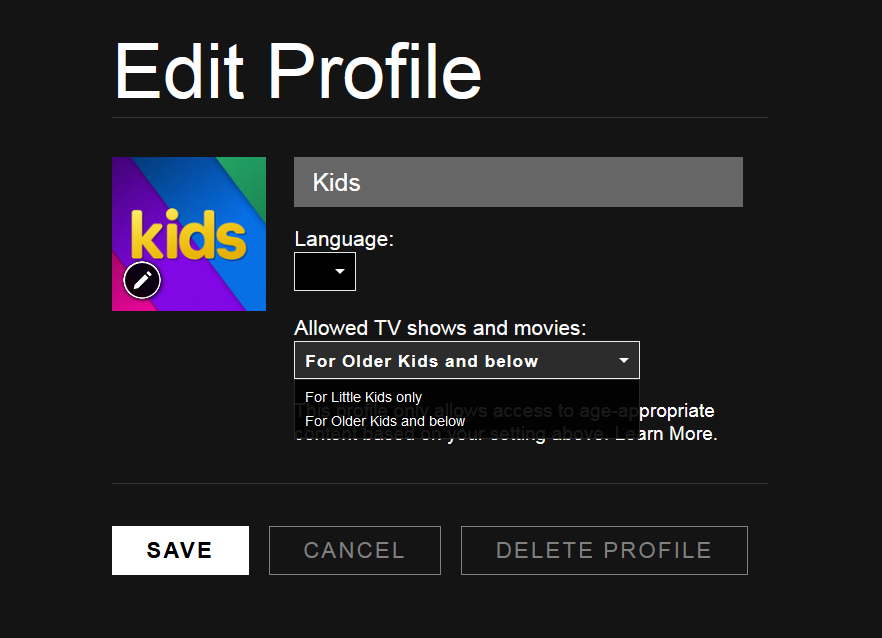 Edit Profile
kids
Kids
Language:
Allowed TV shows and movies:
For Older Kids and below
For Little Kids only
This profile only allows access to age-appropriate
For Older Kids and below
content based on your setting above. Learn More.
SAVE
CANCEL
DELETE PROFILE